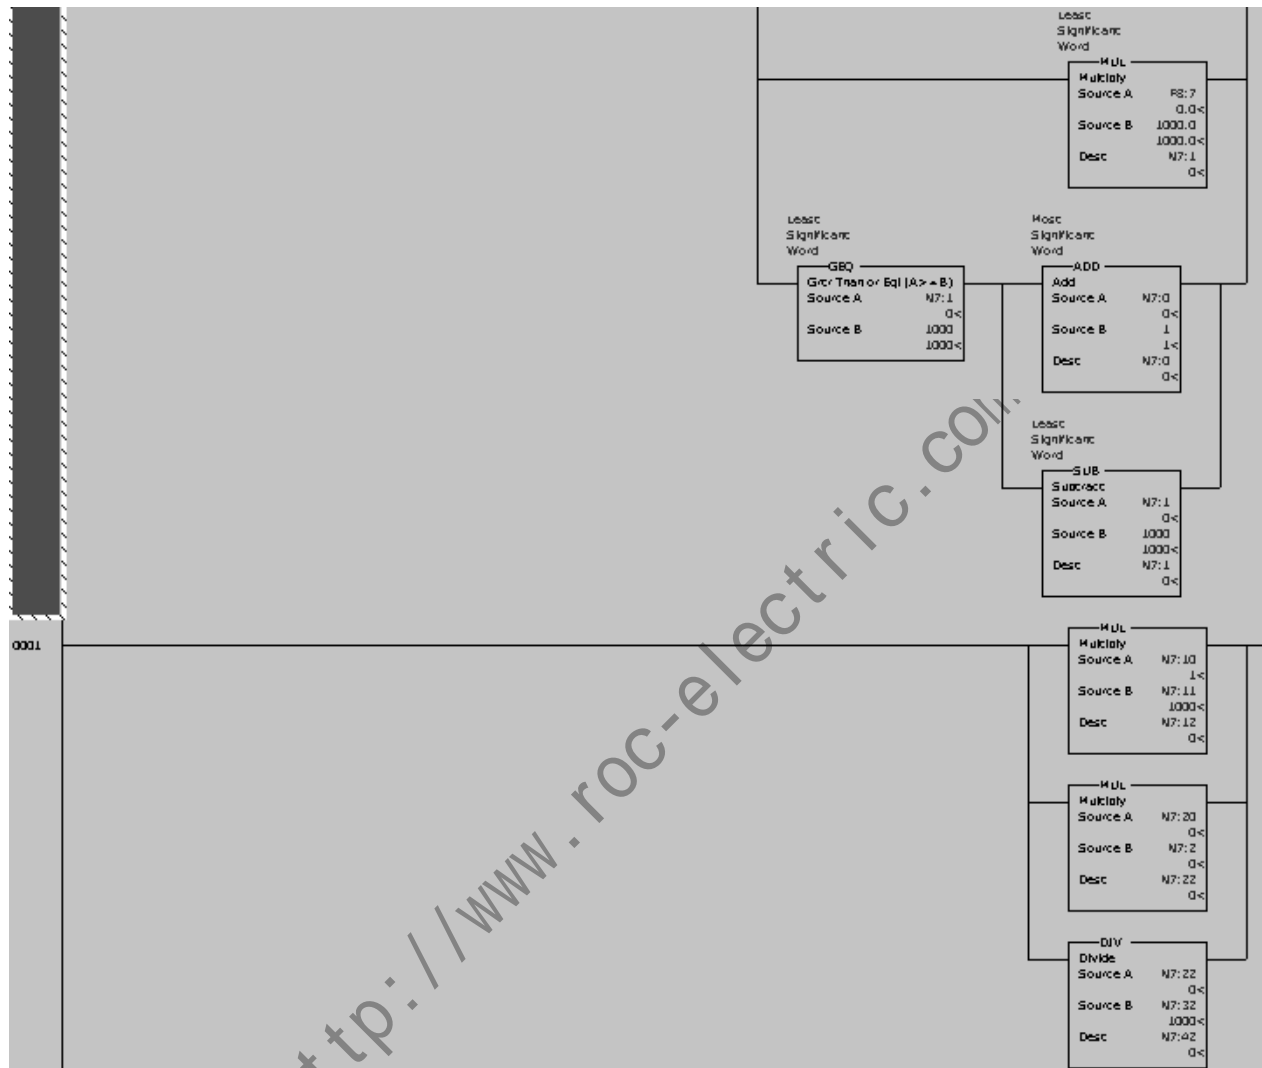 Least
Significant
Word
MUL
Multiply
Source A F8:7
0.0<
Source B 1000.0
1000.0<
Dest N7:1
0<
Least
Significant
Word
GEQ
Grtr Than or Eql (A>=B)
Source A N7:1
0<
Source B 1000
1000<
Most
Significant
Word
ADD
Add
Source A N7:0
0<
Source B 1
1<
Dest N7:0
0<
Least
Significant
Word
SUB
Subtract
Source A N7:1
0<
Source B 1000
1000<
Dest N7:1
0<
0001
MUL
Multiply
Source A N7:10
1<
Source B N7:11
1000<
Dest N7:12
0<
MUL
Multiply
Source A N7:20
0<
Source B N7:2
0<
Dest N7:22
0<
DIV
Divide
Source A N7:22
0<
Source B N7:32
1000<
Dest N7:42
0<
ttp://www.roc-electric.com